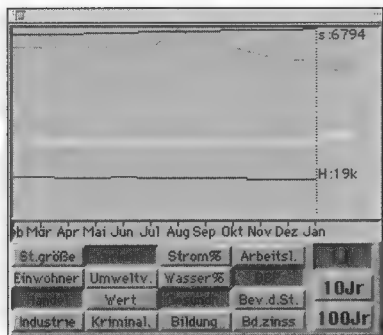 s:6794
H:19k
b Mär Apr Mai Jun Jul Aug Sep Okt Nov Dez Jan
St.größe Strom% Arbeitsl.
Einwohner Umweltv. Wasser%
10Jr
Wert Bev.d.St.
Industrie Kriminal. Bildung Bd.zinss 100Jr